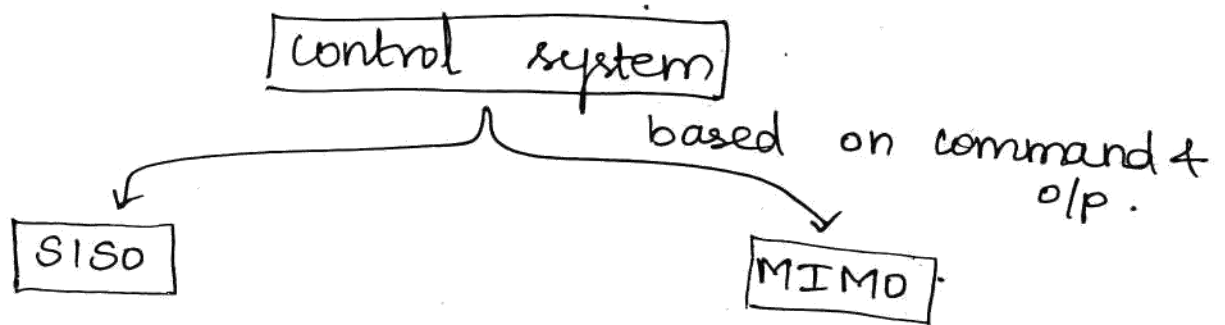 control system
based on command &
o/p.
SISO
MIMO